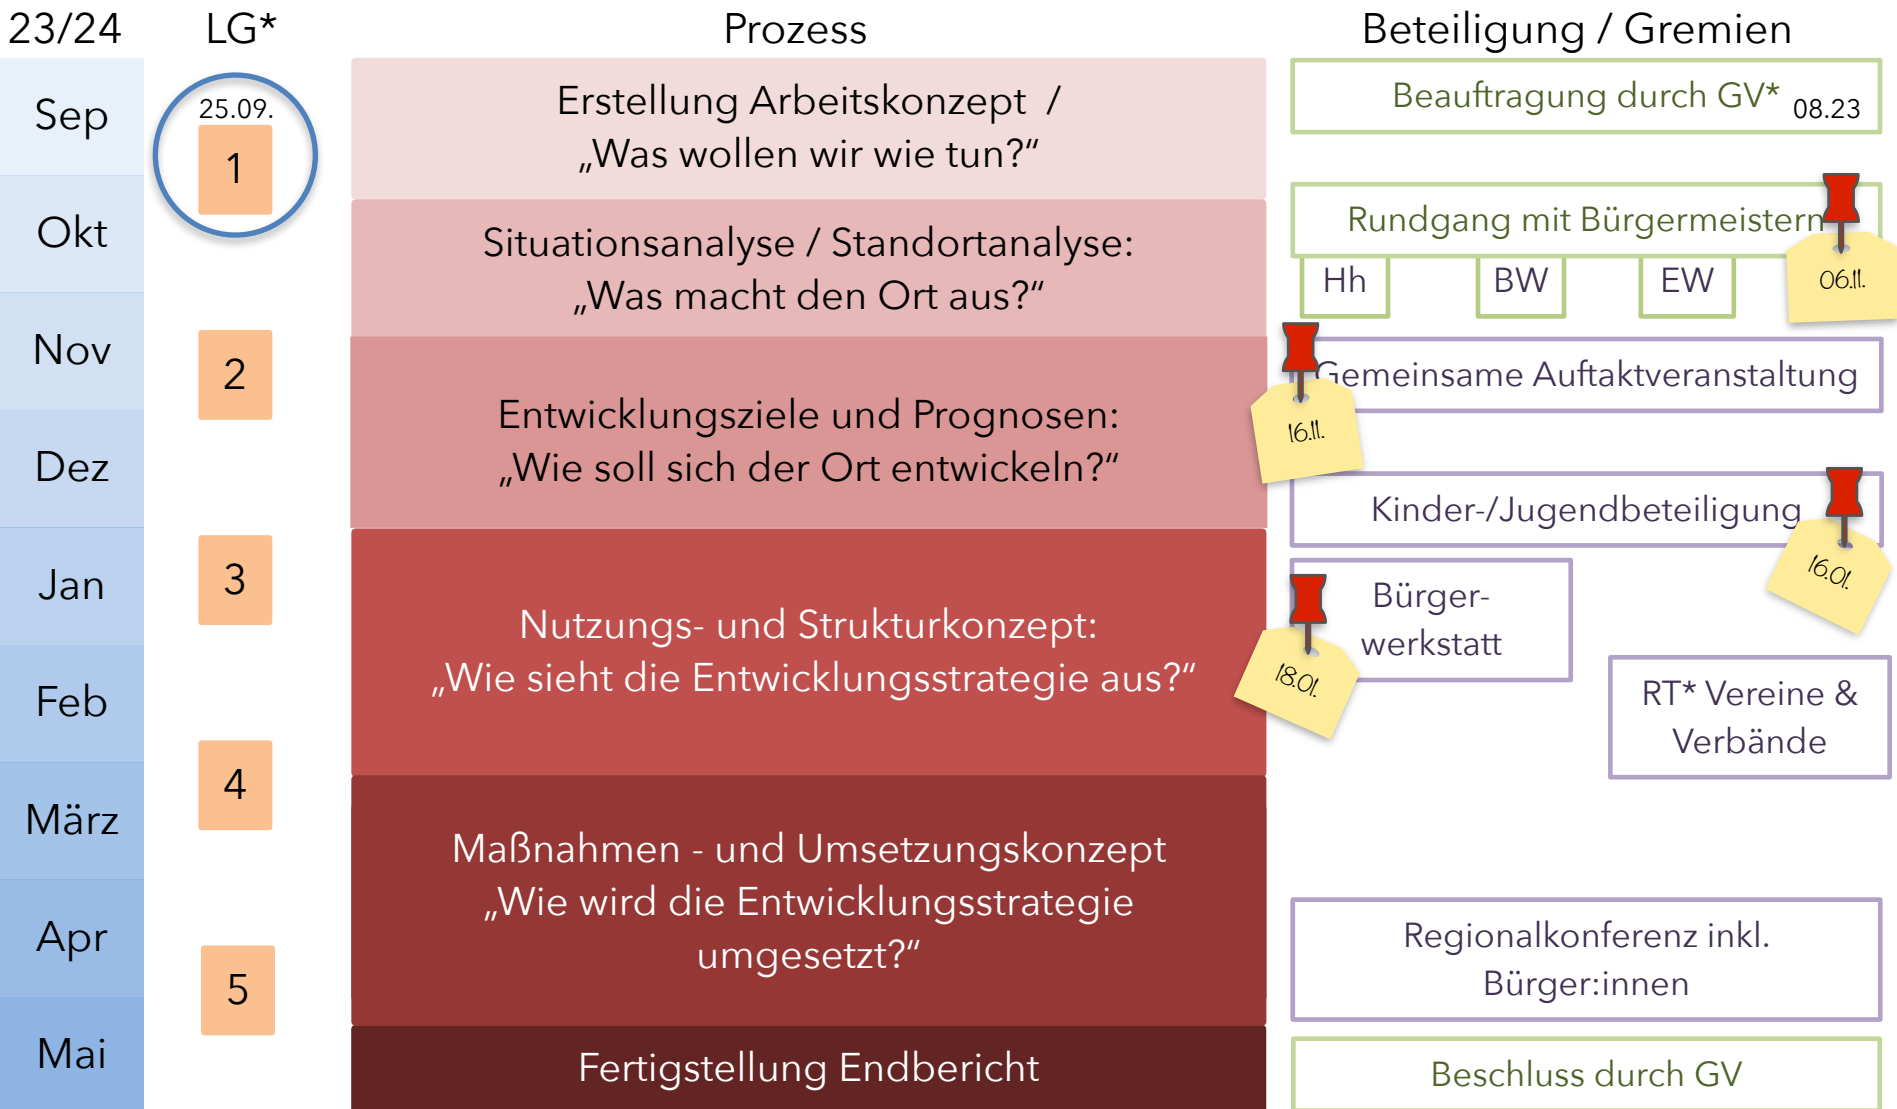 23/24
LG*
Prozess
Beteiligung / Gremien
Sep
Okt
Nov
Dez
Jan
Feb
März
Apr
Mai
25.09.
1
2
3
4
5
Erstellung Arbeitskonzept /
„Was wollen wir wie tun?“
Situationsanalyse / Standortanalyse:
„Was macht den Ort aus?“
Entwicklungsziele und Prognosen:
„Wie soll sich der Ort entwickeln?“
Nutzungs- und Strukturkonzept:
„Wie sieht die Entwicklungsstrategie aus?“
Maßnahmen - und Umsetzungskonzept
„Wie wird die Entwicklungsstrategie
umgesetzt?“
Fertigstellung Endbericht
Beauftragung durch GV* 08.23
Rundgang mit Bürgermeistern
Hh
BW
EW
06.11.
Gemeinsame Auftaktveranstaltung
16.11.
Kinder-/Jugendbeteiligung
16.01.
Bürger-
werkstatt
18.01.
RT* Vereine &
Verbände
Regionalkonferenz inkl.
Bürger:innen
Beschluss durch GV